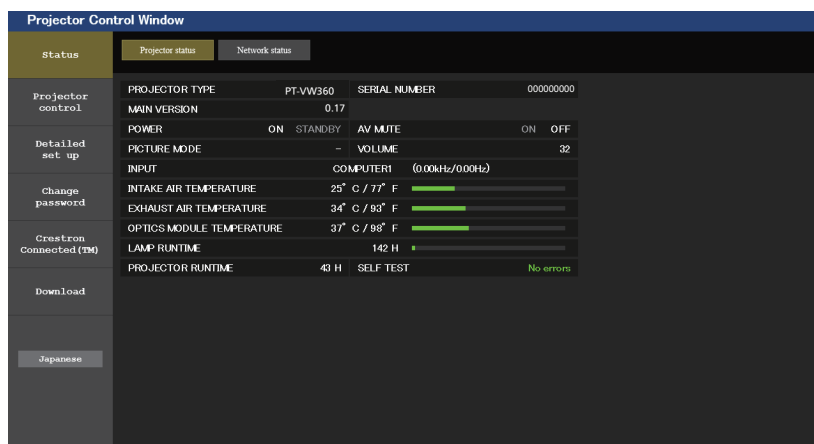 Projector Control Window
Status
Projector status Network status
Projector
control
Detailed
set up
Change
password
Crestron
Connected(TM)
Download
Japanese
PROJECTOR TYPE PT-VW360 SERIAL NUMBER 000000000
MAIN VERSION 0.17
POWER ON STANDBY AV MUTE ON OFF
PICTURE MODE – VOLUME 32
INPUT COMPUTER1 (0.00kHz/0.00Hz)
INTAKE AIR TEMPERATURE 25° C / 77° F
EXHAUST AIR TEMPERATURE 34° C / 93° F
OPTICS MODULE TEMPERATURE 37° C / 98° F
LAMP RUNTIME 142 H
PROJECTOR RUNTIME 43 H SELF TEST No errors